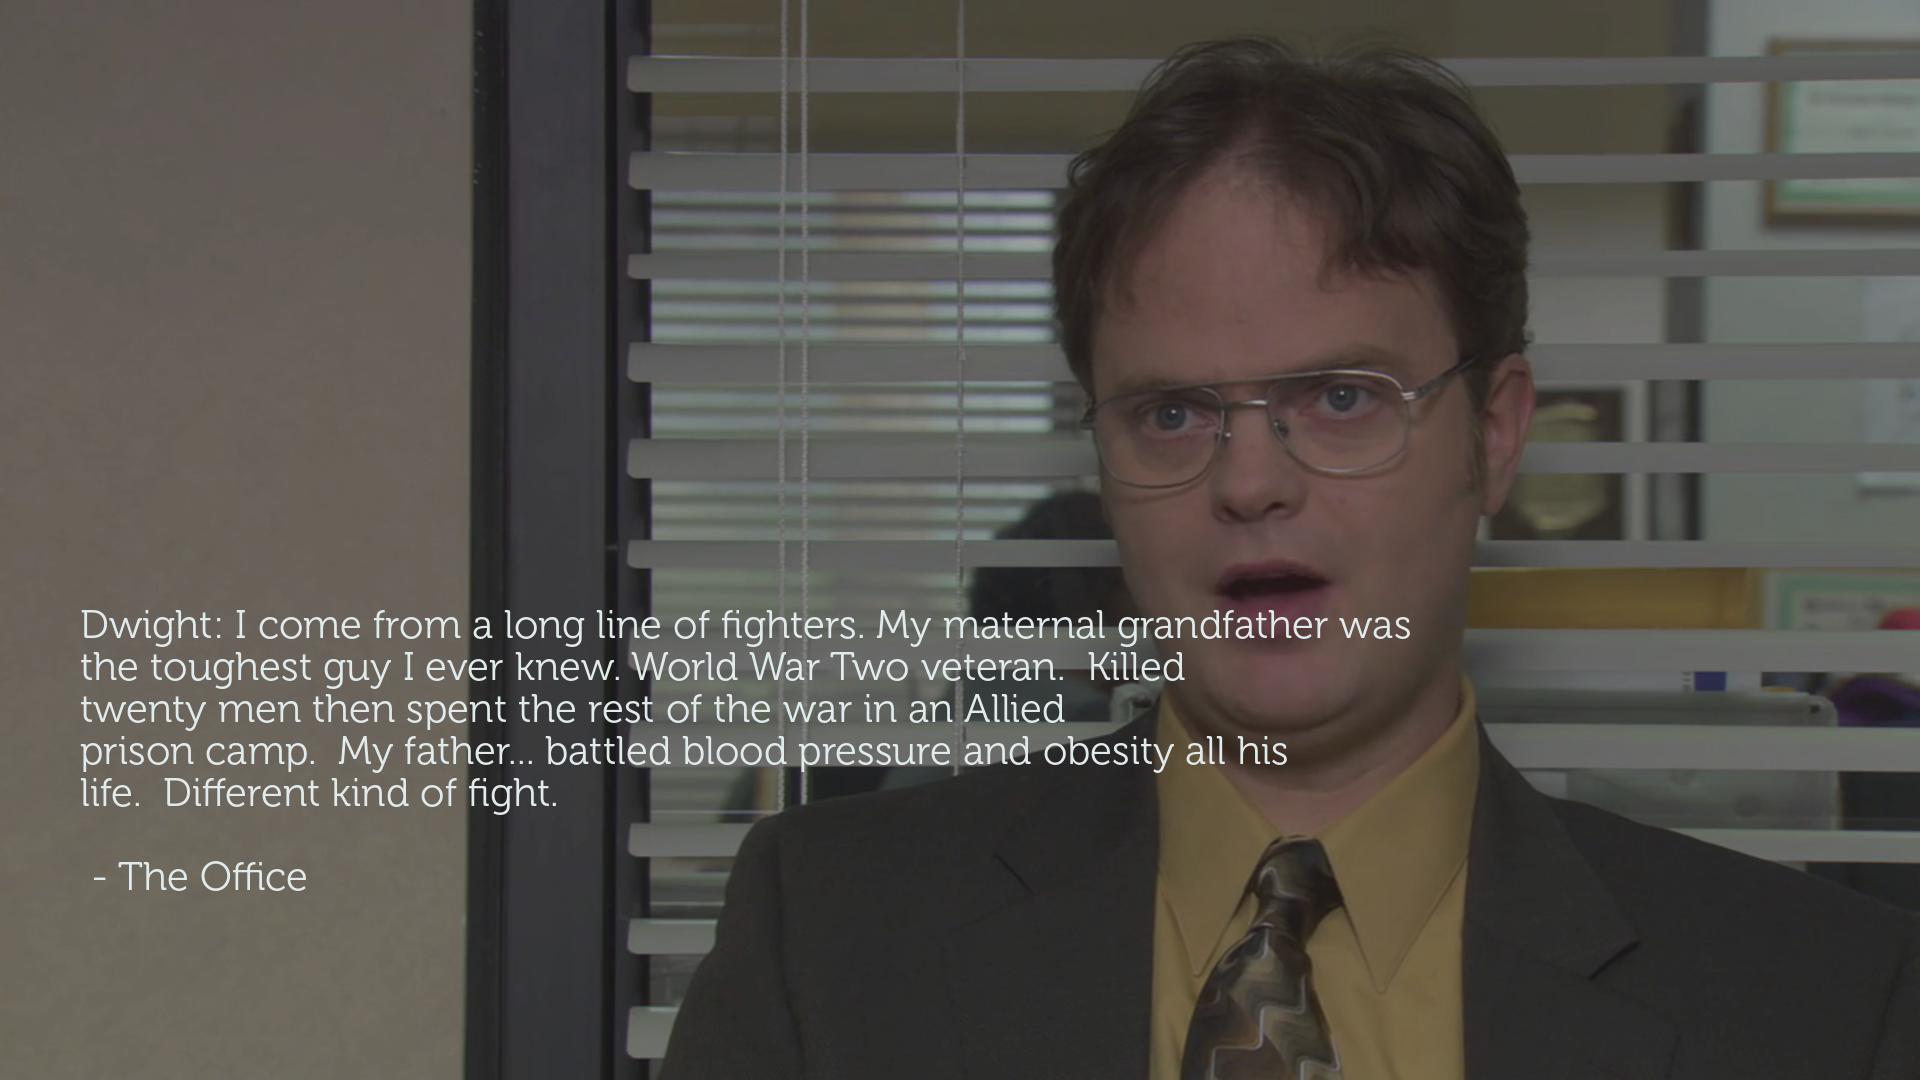 Dwight: I come from a long line of fighters. My maternal grandfather was
the toughest guy I ever knew. World War Two veteran.  Killed
twenty men then spent the rest of the war in an Allied
prison camp.  My father... battled blood pressure and obesity all his
life.  Different kind of fight.
- The Office